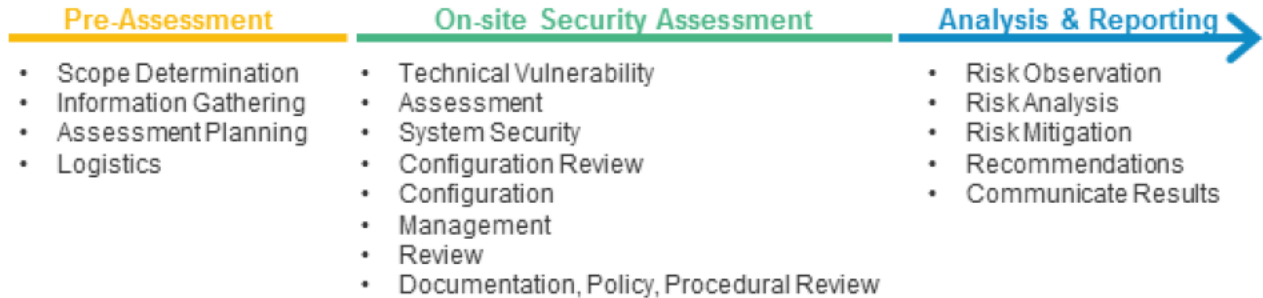 Pre-Assessment
• Scope Determination
• Information Gathering
• Assessment Planning
• Logistics
On-site Security Assessment
• Technical Vulnerability
• Assessment
• System Security
• Configuration Review
• Configuration
• Management
• Review
• Documentation, Policy, Procedural Review
Analysis & Reporting
• Risk Observation
• Risk Analysis
• Risk Mitigation
• Recommendations
• Communicate Results